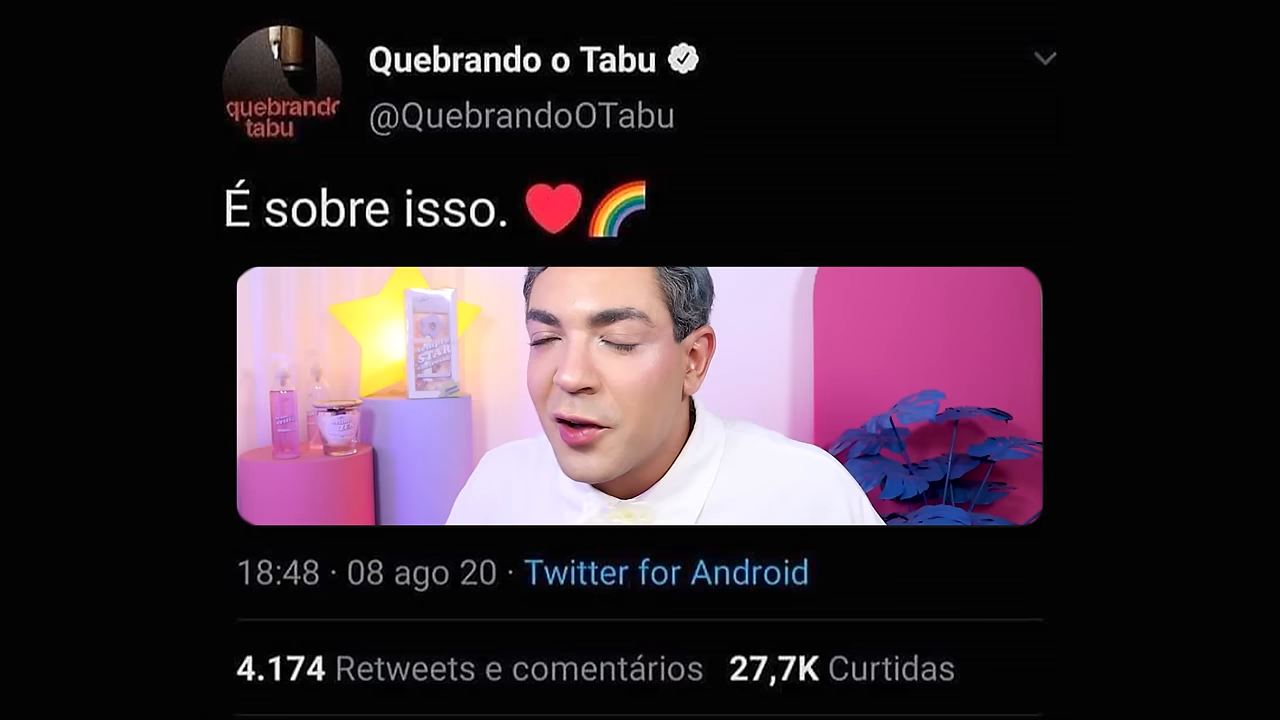 quebrando
tabu
Quebrando o Tabu
@QuebrandoOTabu
É sobre isso. ❤️🌈
STAR
18:48 · 08 ago 20 · Twitter for Android
4.174 Retweets e comentários 27,7K Curtidas